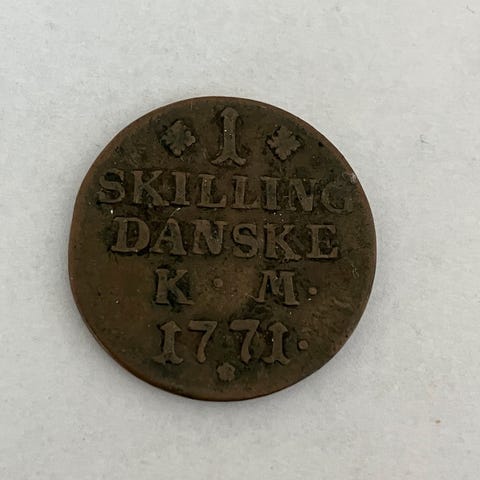 1
SKILLING
DANSKE
K · M ·
1771 ·